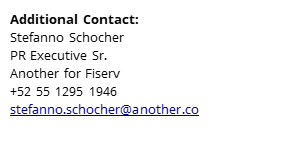 Additional Contact:
Stefanno Schocher
PR Executive Sr.
Another for Fiserv
+52 55 1295 1946
stefanno.schocher@another.co